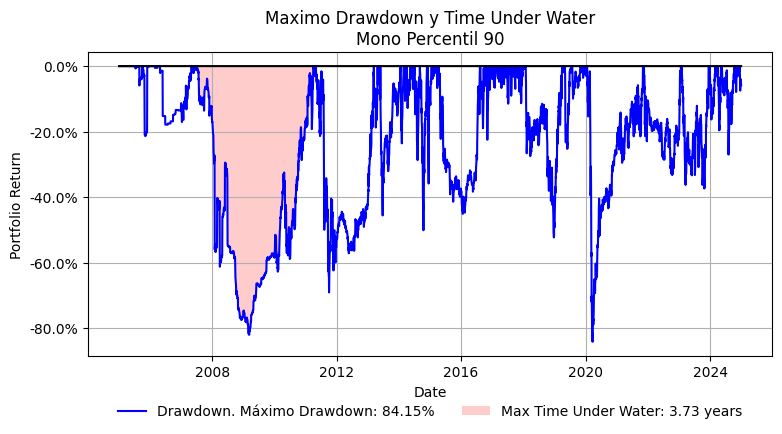 Maximo Drawdown y Time Under Water
Mono Percentil 90
0.0%
-20.0%
-40.0%
-60.0%
-80.0%
Portfolio Return
2008
2012
2016
2020
2024
Date
Drawdown. Máximo Drawdown: 84.15%
Max Time Under Water: 3.73 years